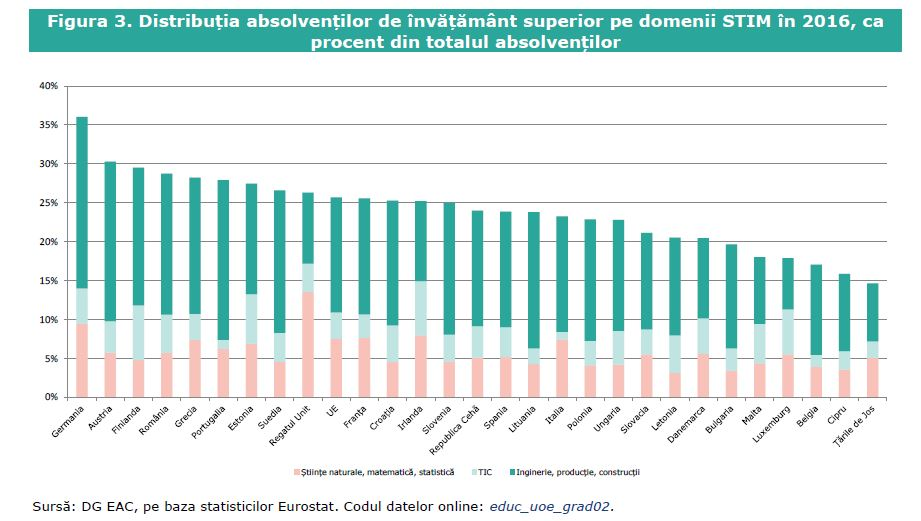 Figura 3. Distribuția absolvenților de învățământ superior pe domenii STIM în 2016, ca
procent din totalul absolvenților
40%
35%
30%
25%
20%
15%
10%
5%
0%
Germania
Austria
Finlanda
România
Grecia
Portugalia
Estonia
Suedia
Regatul Unit
UE
Franța
Croația
Irlanda
Slovenia
Republica Cehă
Spania
Lituania
Italia
Polonia
Ungaria
Slovacia
Letonia
Danemarca
Bulgaria
Malta
Luxemburg
Belgia
Cipru
Țările de Jos
Științe naturale, matematică, statistică
TIC
Inginerie, producție, construcții
Sursă: DG EAC, pe baza statisticilor Eurostat. Codul datelor online: educ_uoe_grad02.